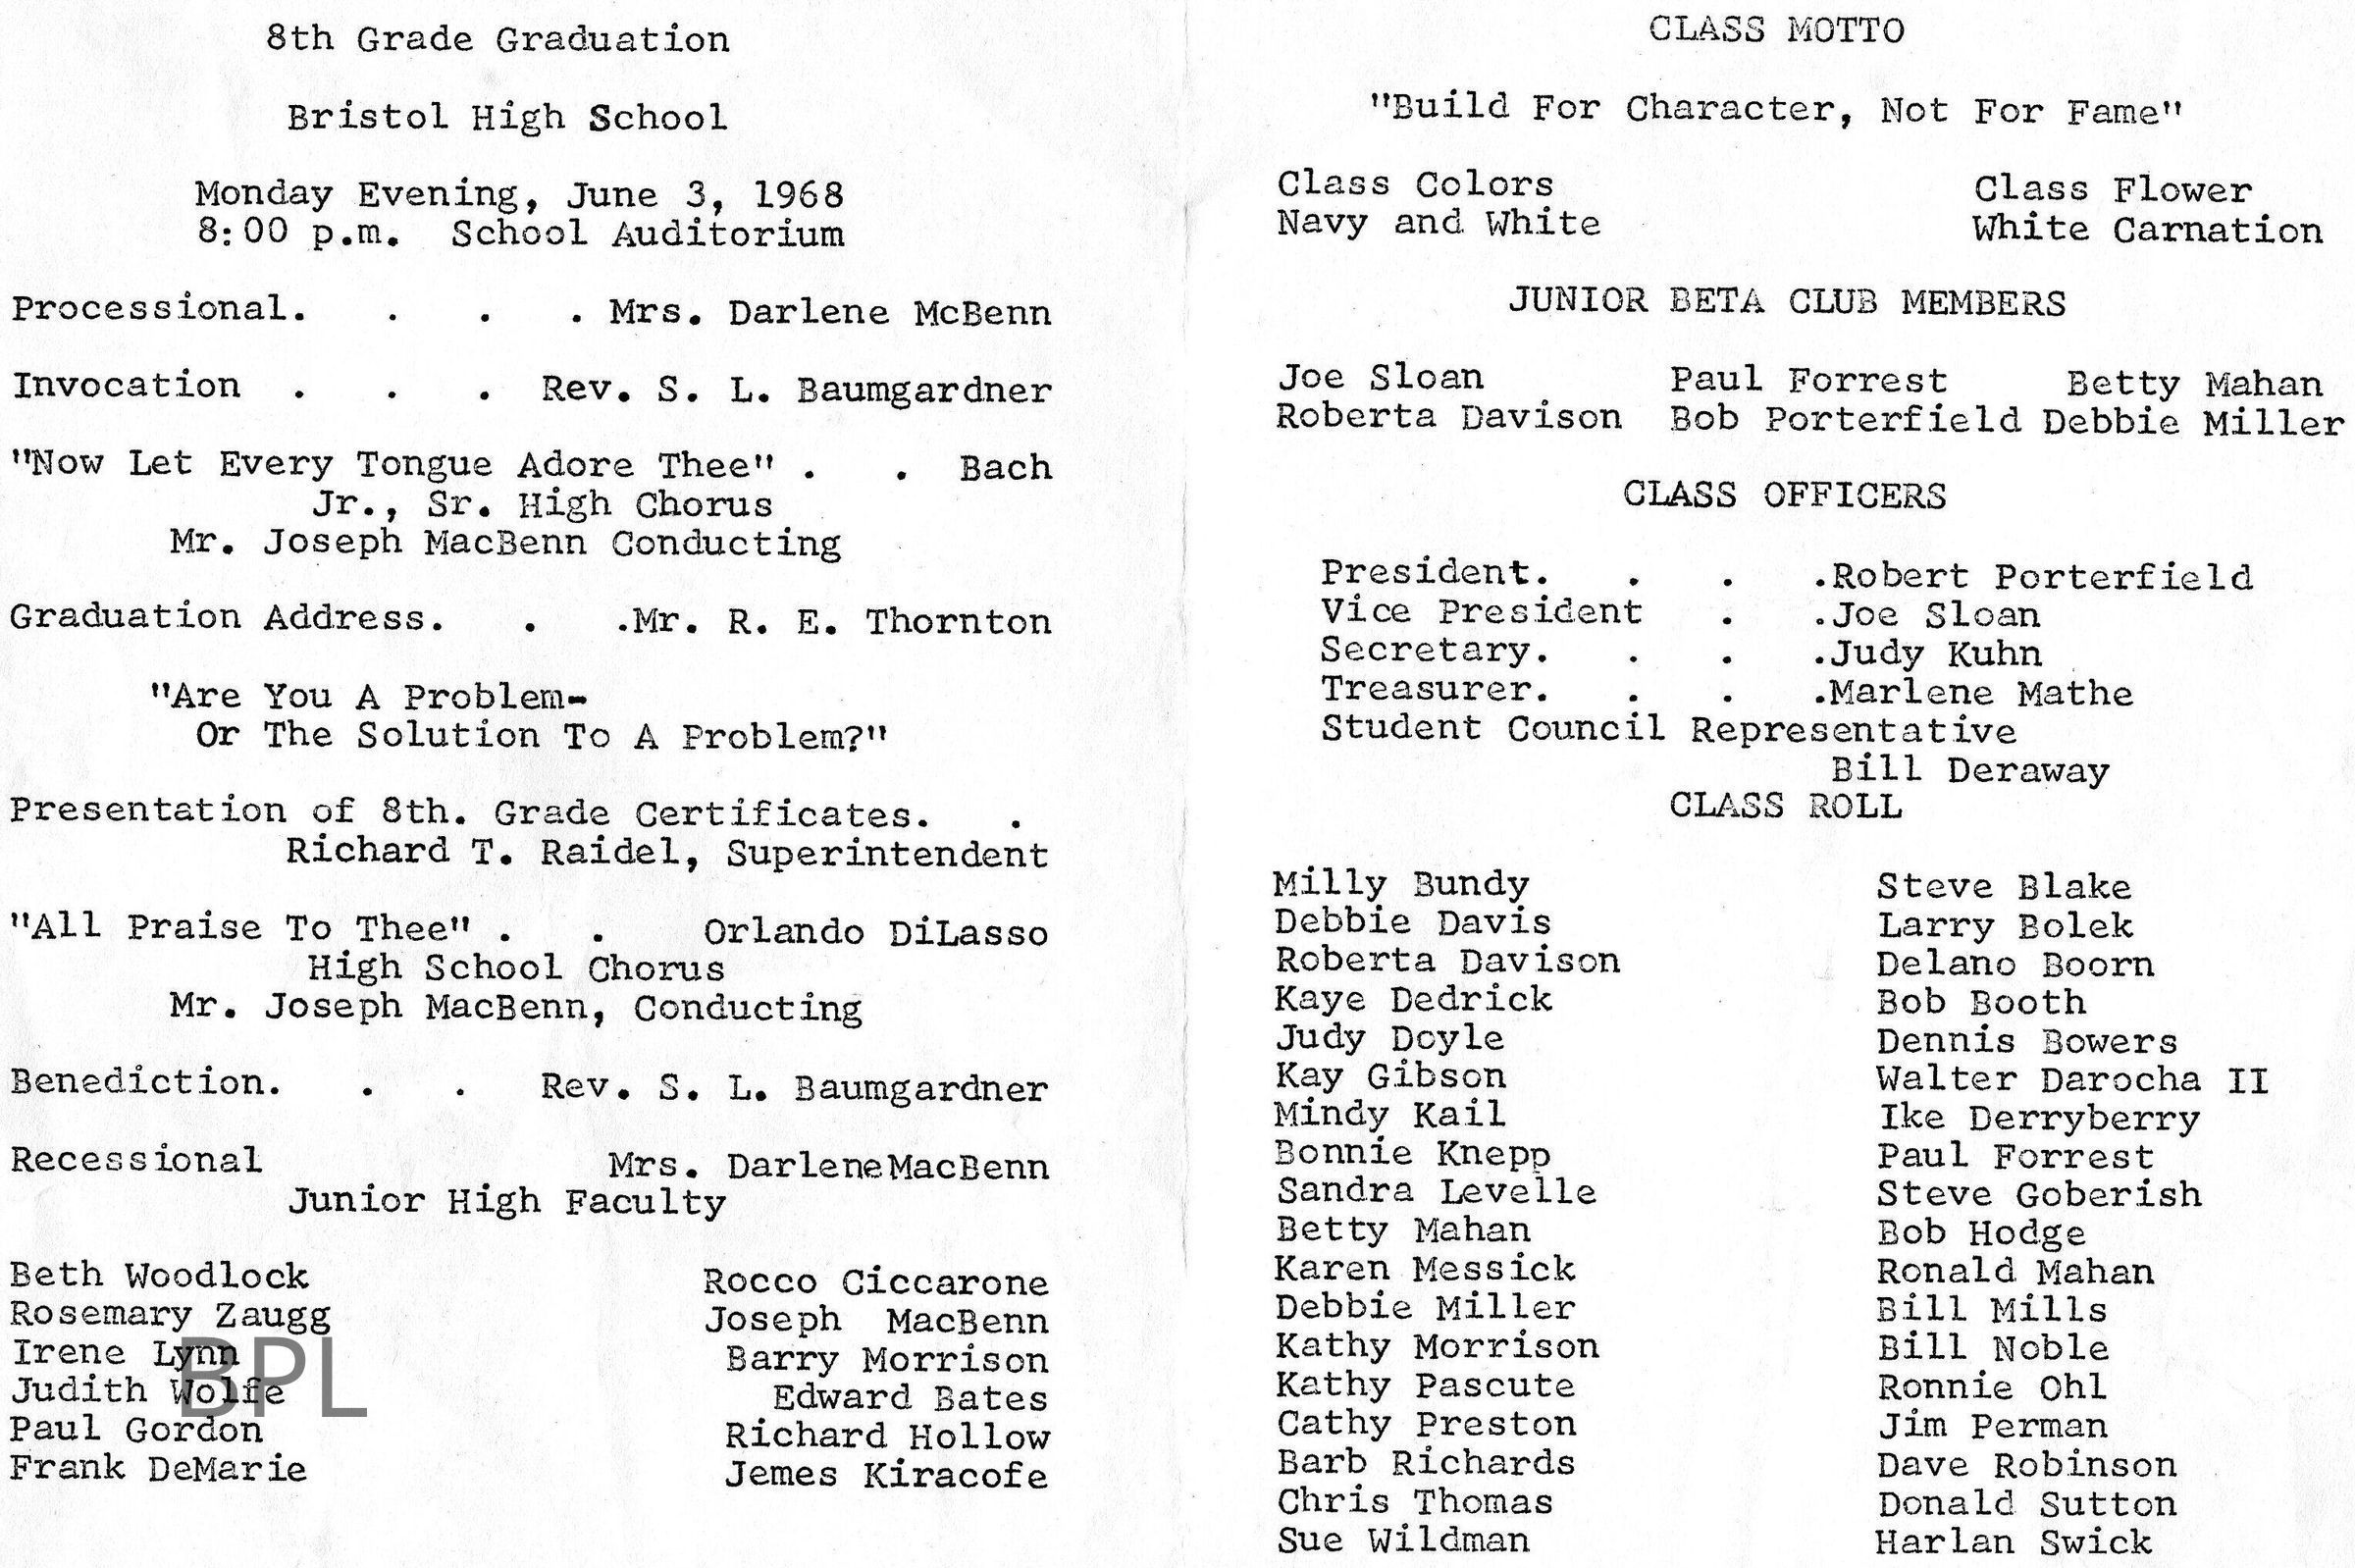 8th Grade Graduation
Bristol High School
Monday Evening, June 3, 1968
8:00 p.m. School Auditorium
Processional. . . . Mrs. Darlene McBenn
Invocation . . . Rev. S. L. Baumgardner
"Now Let Every Tongue Adore Thee" . . Bach
Jr., Sr. High Chorus
Mr. Joseph MacBenn Conducting
Graduation Address. . .Mr. R. E. Thornton
"Are You A Problem-
Or The Solution To A Problem?"
Presentation of 8th. Grade Certificates. .
Richard T. Raidel, Superintendent
"All Praise To Thee" . . Orlando DiLasso
High School Chorus
Mr. Joseph MacBenn, Conducting
Benediction. . . Rev. S. L. Baumgardner
Recessional Mrs. DarleneMacBenn
Junior High Faculty
Beth Woodlock Rocco Ciccarone
Rosemary Zaugg Joseph MacBenn
Irene Lynn Barry Morrison
Judith Wolfe Edward Bates
Paul Gordon Richard Hollow
Frank DeMarie Jemes Kiracofe
BPL
CLASS MOTTO
"Build For Character, Not For Fame"
Class Colors Class Flower
Navy and White White Carnation
JUNIOR BETA CLUB MEMBERS
Joe Sloan Paul Forrest Betty Mahan
Roberta Davison Bob Porterfield Debbie Miller
CLASS OFFICERS
President. . . .Robert Porterfield
Vice President . .Joe Sloan
Secretary. . . .Judy Kuhn
Treasurer. . . .Marlene Mathe
Student Council Representative
Bill Deraway
CLASS ROLL
Milly Bundy Steve Blake
Debbie Davis Larry Bolek
Roberta Davison Delano Boorn
Kaye Dedrick Bob Booth
Judy Doyle Dennis Bowers
Kay Gibson Walter Darocha II
Mindy Kail Ike Derryberry
Bonnie Knepp Paul Forrest
Sandra Levelle Steve Goberish
Betty Mahan Bob Hodge
Karen Messick Ronald Mahan
Debbie Miller Bill Mills
Kathy Morrison Bill Noble
Kathy Pascute Ronnie Ohl
Cathy Preston Jim Perman
Barb Richards Dave Robinson
Chris Thomas Donald Sutton
Sue Wildman Harlan Swick